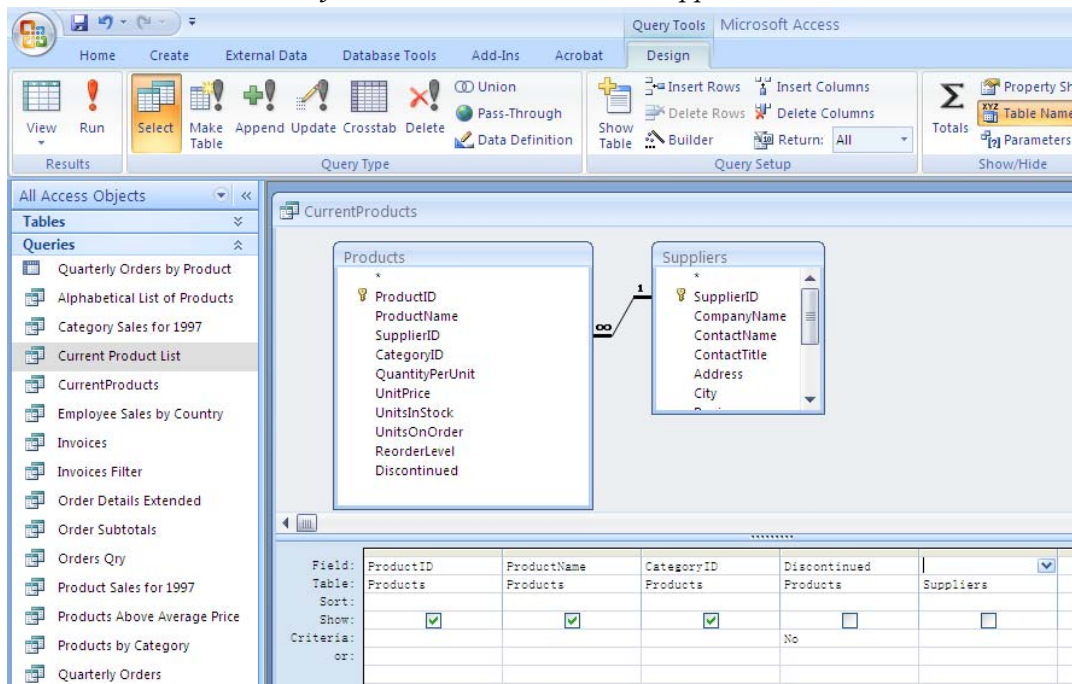 Query Tools Microsoft Access
Home Create External Data Database Tools Add-Ins Acrobat Design
View Run
Select Make Table Append Update Crosstab Delete
Union
Pass-Through
Data Definition
Show Table
Insert Rows Insert Columns
Delete Rows Delete Columns
Builder Return: All
Σ Totals
Property Sh
XYZ Table Name
Parameters
Results Query Type Query Setup Show/Hide
All Access Objects
Tables
Queries
Quarterly Orders by Product
Alphabetical List of Products
Category Sales for 1997
Current Product List
CurrentProducts
Employee Sales by Country
Invoices
Invoices Filter
Order Details Extended
Order Subtotals
Orders Qry
Product Sales for 1997
Products Above Average Price
Products by Category
Quarterly Orders
CurrentProducts
Products
*
ProductID
ProductName
SupplierID
CategoryID
QuantityPerUnit
UnitPrice
UnitsInStock
UnitsOnOrder
ReorderLevel
Discontinued
∞ 1
Suppliers
*
SupplierID
CompanyName
ContactName
ContactTitle
Address
City
Field: ProductID ProductName CategoryID Discontinued
Table: Products Products Products Products Suppliers
Sort:
Show:
Criteria: No
or: